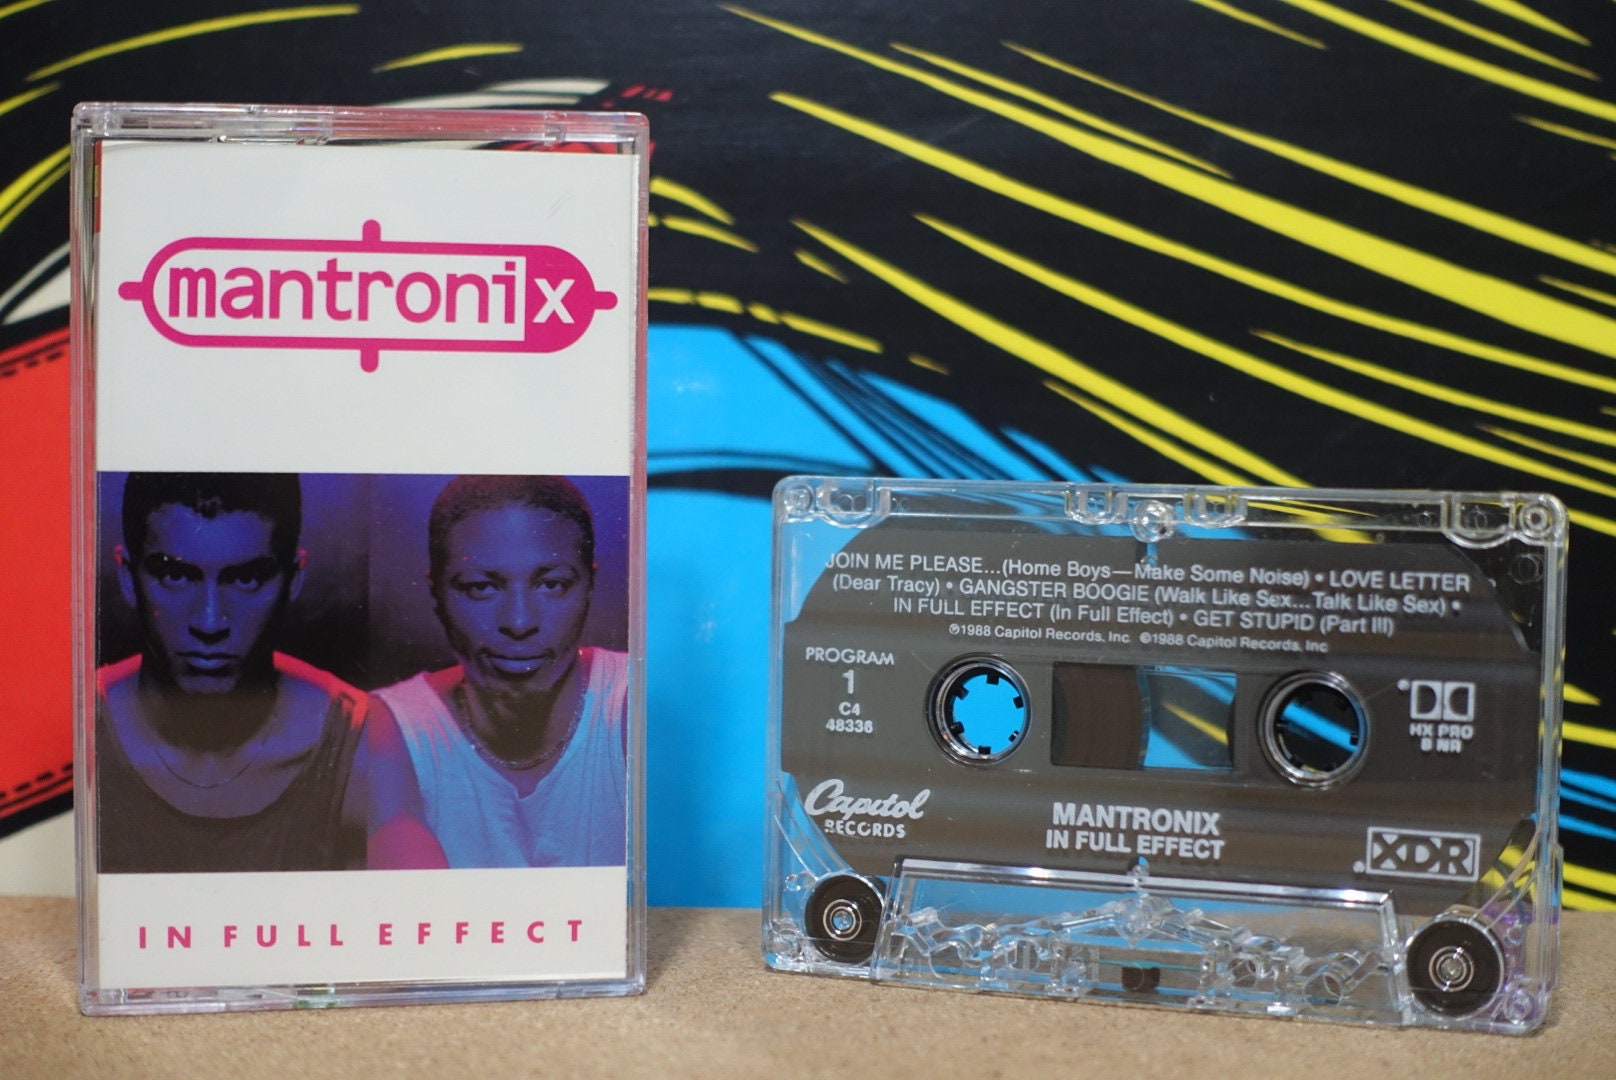 mantronix
IN FULL EFFECT
JOIN ME PLEASE...(Home Boys—Make Some Noise) • LOVE LETTER
(Dear Tracy) • GANGSTER BOOGIE (Walk Like Sex...Talk Like Sex) •
IN FULL EFFECT (In Full Effect) • GET STUPID (Part III)
℗1988 Capitol Records, Inc. ©1988 Capitol Records, Inc
PROGRAM
1
C4
48336
HX PRO
B NR
Capitol
RECORDS
MANTRONIX
IN FULL EFFECT
XDR